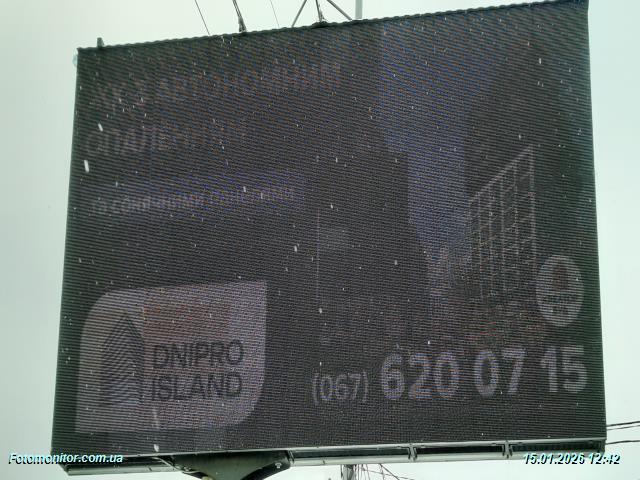 ЖК З АВТОНОМНИМ
ОПАЛЕННЯМ
ТА СОНЯЧНИМИ ПАНЕЛЯМИ
DNIPRO
ISLAND
(067) 620 07 15
Fotomonitor.com.ua
15.01.2026 12:42